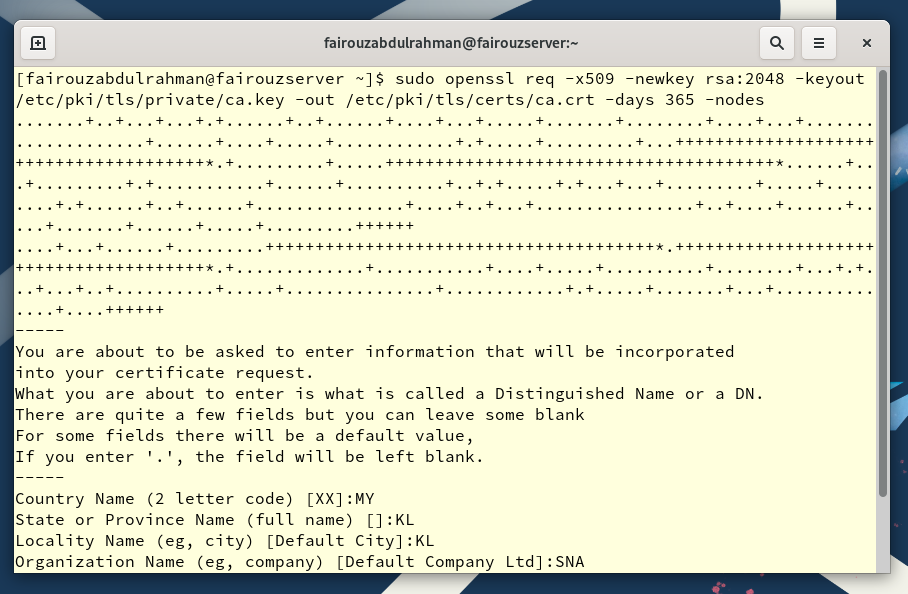 fairouzabdulrahman@fairouzserver:~
[fairouzabdulrahman@fairouzserver ~]$ sudo openssl req -x509 -newkey rsa:2048 -keyout
/etc/pki/tls/private/ca.key -out /etc/pki/tls/certs/ca.crt -days 365 -nodes
.......+..+...+...+.+......+..+......+....+...+.....+.......+........+....+...+.......
.............+......+....+.....+............+.+.....+.........+...++++++++++++++++++++
++++++++++++++++++++*.+.........+.....+++++++++++++++++++++++++++++++++++++++*......+..
.+.........+.+...........+......+..........+..+.+.....+.+...+...+.........+.....+.....
....+.+......+..+......+...............+....+..+...+................+..+....+......+..
...+.......+......+.....+.........++++++
....+...+......+.........+++++++++++++++++++++++++++++++++++++++*.++++++++++++++++++++
++++++++++++++++++++*.+.............+...........+....+.....+..........+........+...+.+.
..+...+..+..........+.....+...............+............+.+.....+.......+...+..........
....+....++++++
-----
You are about to be asked to enter information that will be incorporated
into your certificate request.
What you are about to enter is what is called a Distinguished Name or a DN.
There are quite a few fields but you can leave some blank
For some fields there will be a default value,
If you enter '.', the field will be left blank.
-----
Country Name (2 letter code) [XX]:MY
State or Province Name (full name) []:KL
Locality Name (eg, city) [Default City]:KL
Organization Name (eg, company) [Default Company Ltd]:SNA